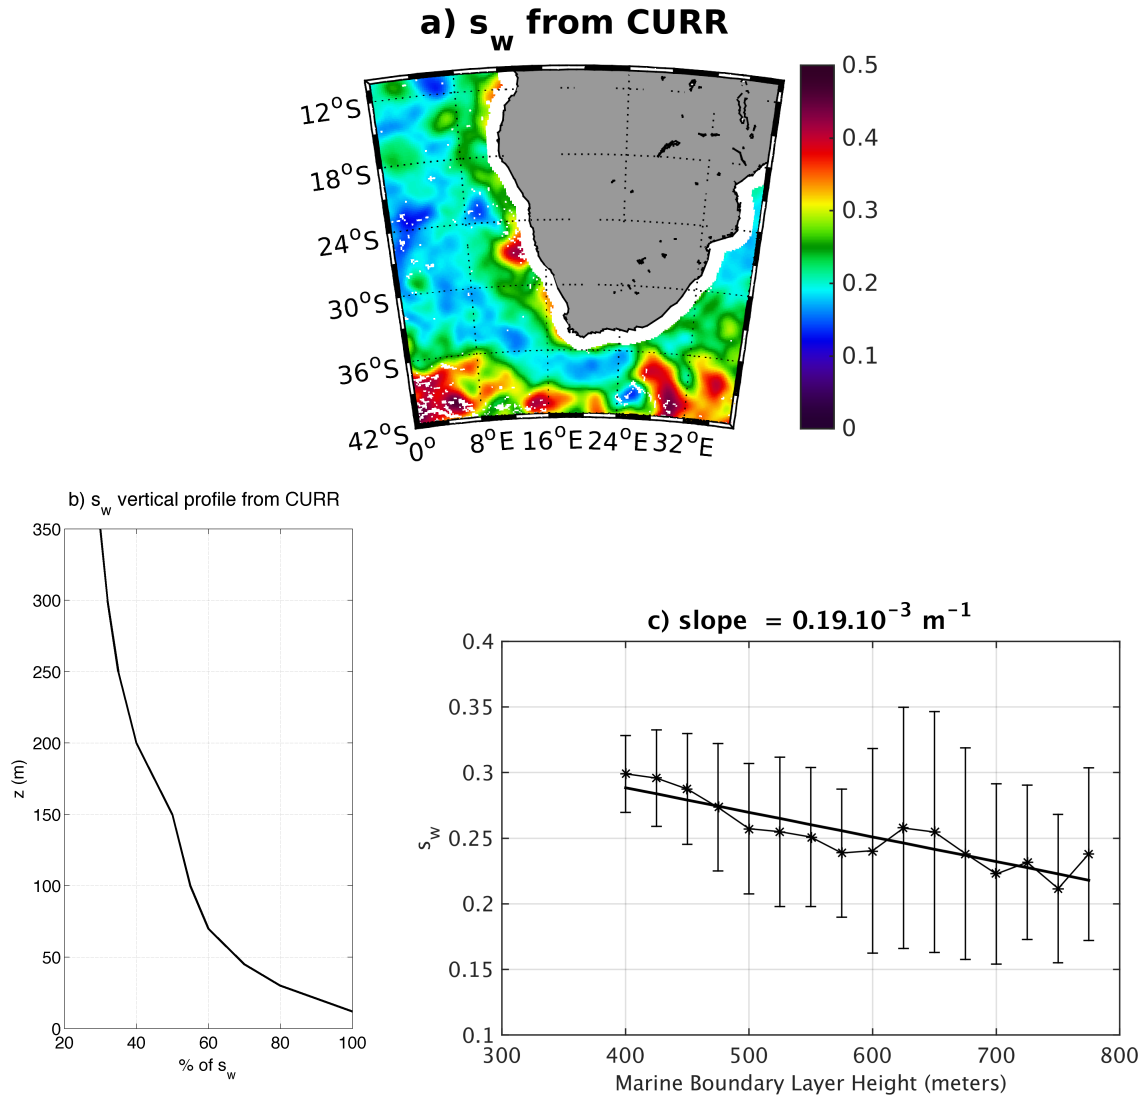 a) s_w from CURR
0.5
0.4
0.3
0.2
0.1
0
12°S
18°S
24°S
30°S
36°S
42°S
0° 8°E 16°E 24°E 32°E
b) s_w vertical profile from CURR
350
300
250
200
150
100
50
0
z (m)
20 40 60 80 100
% of s_w
c) slope = 0.19.10⁻³ m⁻¹
0.4
0.35
0.3
0.25
0.2
0.15
0.1
s_w
300 400 500 600 700 800
Marine Boundary Layer Height (meters)